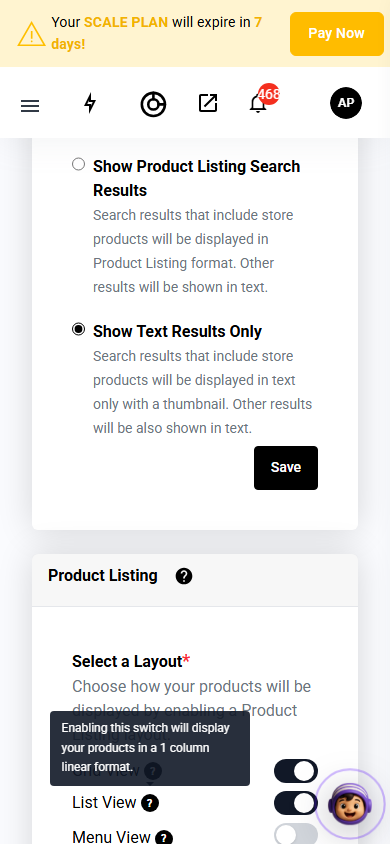 Your SCALE PLAN will expire in 7
days!
Pay Now
468
AP
Show Product Listing Search
Results
Search results that include store
products will be displayed in
Product Listing format. Other
results will be shown in text.
Show Text Results Only
Search results that include store
products will be displayed in text
only with a thumbnail. Other results
will be also shown in text.
Save
Product Listing ?
Select a Layout*
Choose how your products will be
displayed by enabling a Product
Enabling this switch will display
your products in a 1 column
linear format.
Grid View ?
List View ?
Menu View ?